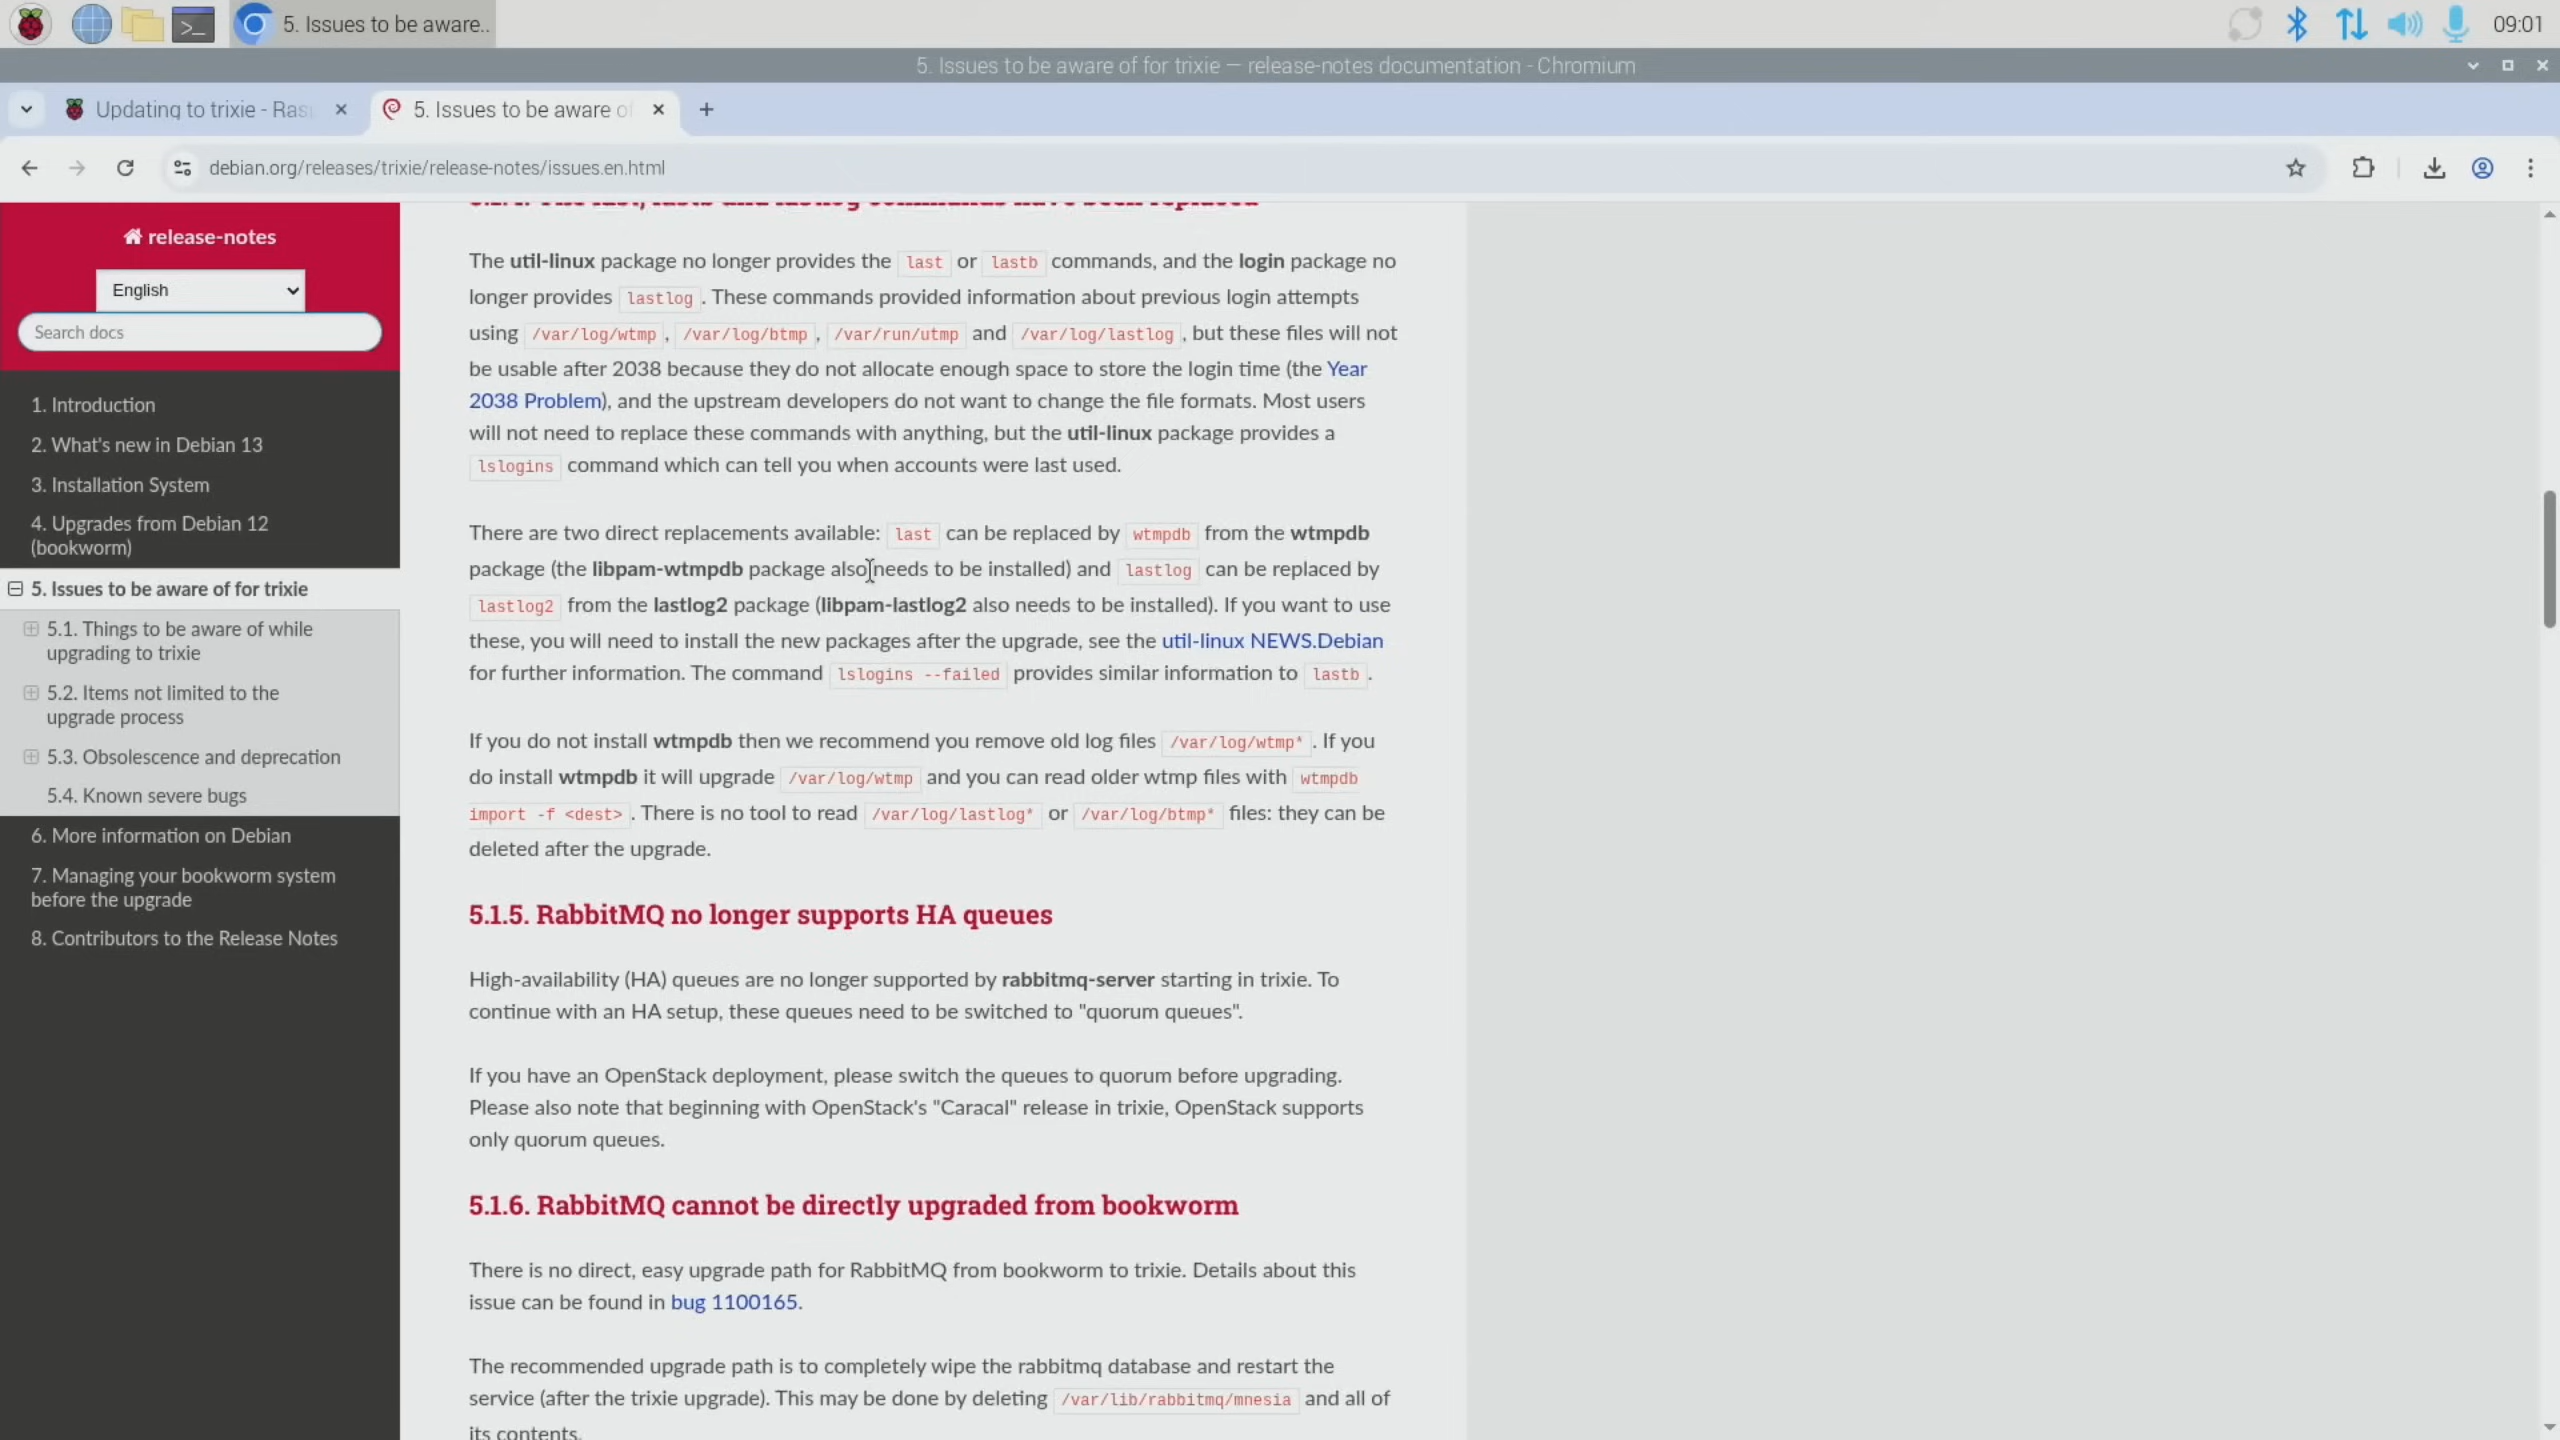 5. Issues to be aware..
09:01
5. Issues to be aware of for trixie — release-notes documentation - Chromium
Updating to trixie - Ras
5. Issues to be aware of
debian.org/releases/trixie/release-notes/issues.en.html
release-notes
English
Search docs
1. Introduction
2. What's new in Debian 13
3. Installation System
4. Upgrades from Debian 12
(bookworm)
5. Issues to be aware of for trixie
5.1. Things to be aware of while
upgrading to trixie
5.2. Items not limited to the
upgrade process
5.3. Obsolescence and deprecation
5.4. Known severe bugs
6. More information on Debian
7. Managing your bookworm system
before the upgrade
8. Contributors to the Release Notes
The last, lastb and lastlog commands have been replaced
The util-linux package no longer provides the last or lastb commands, and the login package no
longer provides lastlog. These commands provided information about previous login attempts
using /var/log/wtmp, /var/log/btmp, /var/run/utmp and /var/log/lastlog, but these files will not
be usable after 2038 because they do not allocate enough space to store the login time (the Year
2038 Problem), and the upstream developers do not want to change the file formats. Most users
will not need to replace these commands with anything, but the util-linux package provides a
lslogins command which can tell you when accounts were last used.
There are two direct replacements available: last can be replaced by wtmpdb from the wtmpdb
package (the libpam-wtmpdb package also needs to be installed) and lastlog can be replaced by
lastlog2 from the lastlog2 package (libpam-lastlog2 also needs to be installed). If you want to use
these, you will need to install the new packages after the upgrade, see the util-linux NEWS.Debian
for further information. The command lslogins --failed provides similar information to lastb.
If you do not install wtmpdb then we recommend you remove old log files /var/log/wtmp*. If you
do install wtmpdb it will upgrade /var/log/wtmp and you can read older wtmp files with wtmpdb
import -f <dest>. There is no tool to read /var/log/lastlog* or /var/log/btmp* files: they can be
deleted after the upgrade.
5.1.5. RabbitMQ no longer supports HA queues
High-availability (HA) queues are no longer supported by rabbitmq-server starting in trixie. To
continue with an HA setup, these queues need to be switched to "quorum queues".
If you have an OpenStack deployment, please switch the queues to quorum before upgrading.
Please also note that beginning with OpenStack's "Caracal" release in trixie, OpenStack supports
only quorum queues.
5.1.6. RabbitMQ cannot be directly upgraded from bookworm
There is no direct, easy upgrade path for RabbitMQ from bookworm to trixie. Details about this
issue can be found in bug 1100165.
The recommended upgrade path is to completely wipe the rabbitmq database and restart the
service (after the trixie upgrade). This may be done by deleting /var/lib/rabbitmq/mnesia and all of
its contents.